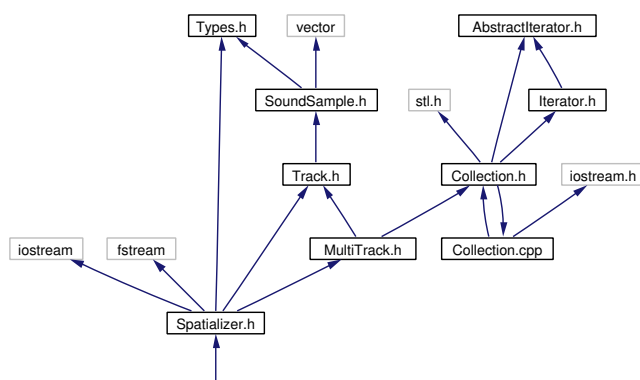 Types.h
vector
AbstractIterator.h
SoundSample.h
stl.h
Iterator.h
Track.h
Collection.h
iostream.h
iostream
fstream
MultiTrack.h
Collection.cpp
Spatializer.h